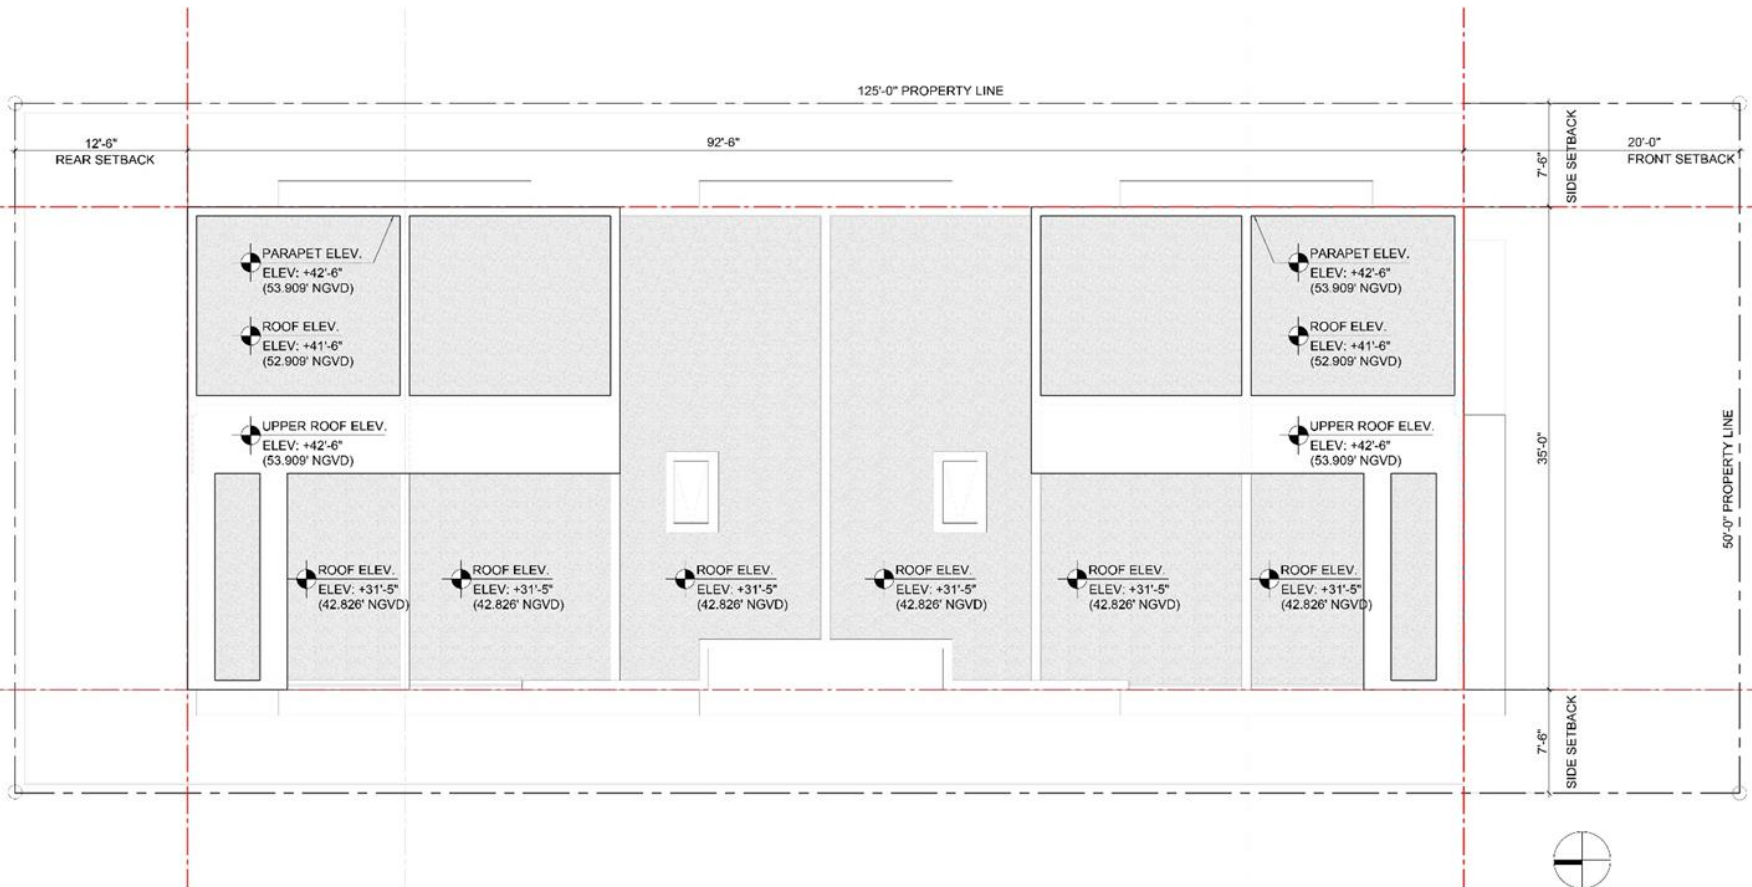 125'-0" PROPERTY LINE
12'-6"
REAR SETBACK
92'-6"
7'-6"
SIDE SETBACK
20'-0"
FRONT SETBACK
PARAPET ELEV.
ELEV: +42'-6"
(53.909' NGVD)
ROOF ELEV.
ELEV: +41'-6"
(52.909' NGVD)
UPPER ROOF ELEV.
ELEV: +42'-6"
(53.909' NGVD)
PARAPET ELEV.
ELEV: +42'-6"
(53.909' NGVD)
ROOF ELEV.
ELEV: +41'-6"
(52.909' NGVD)
UPPER ROOF ELEV.
ELEV: +42'-6"
(53.909' NGVD)
35'-0"
50'-0" PROPERTY LINE
ROOF ELEV.
ELEV: +31'-5"
(42.826' NGVD)
ROOF ELEV.
ELEV: +31'-5"
(42.826' NGVD)
ROOF ELEV.
ELEV: +31'-5"
(42.826' NGVD)
ROOF ELEV.
ELEV: +31'-5"
(42.826' NGVD)
ROOF ELEV.
ELEV: +31'-5"
(42.826' NGVD)
ROOF ELEV.
ELEV: +31'-5"
(42.826' NGVD)
7'-6"
SIDE SETBACK